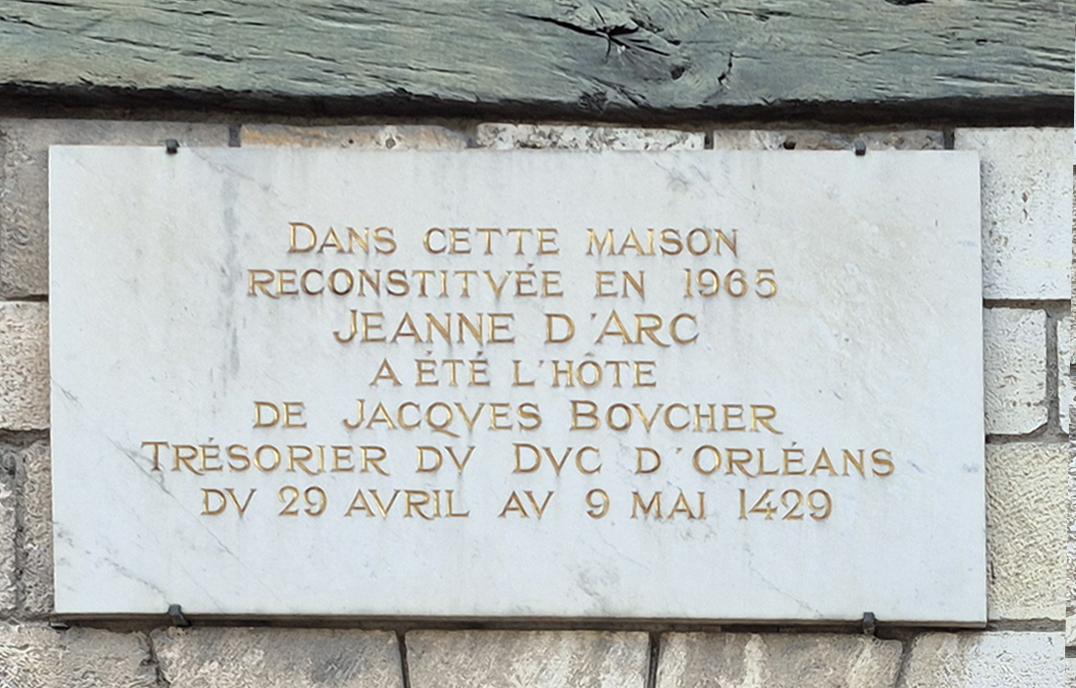 DANS CETTE MAISON
RECONSTITVÉE EN 1965
JEANNE D'ARC
A ÉTÉ L'HÔTE
DE JACQVES BOVCHER
TRÉSORIER DV DVC D'ORLÉANS
DV 29 AVRIL AV 9 MAI 1429